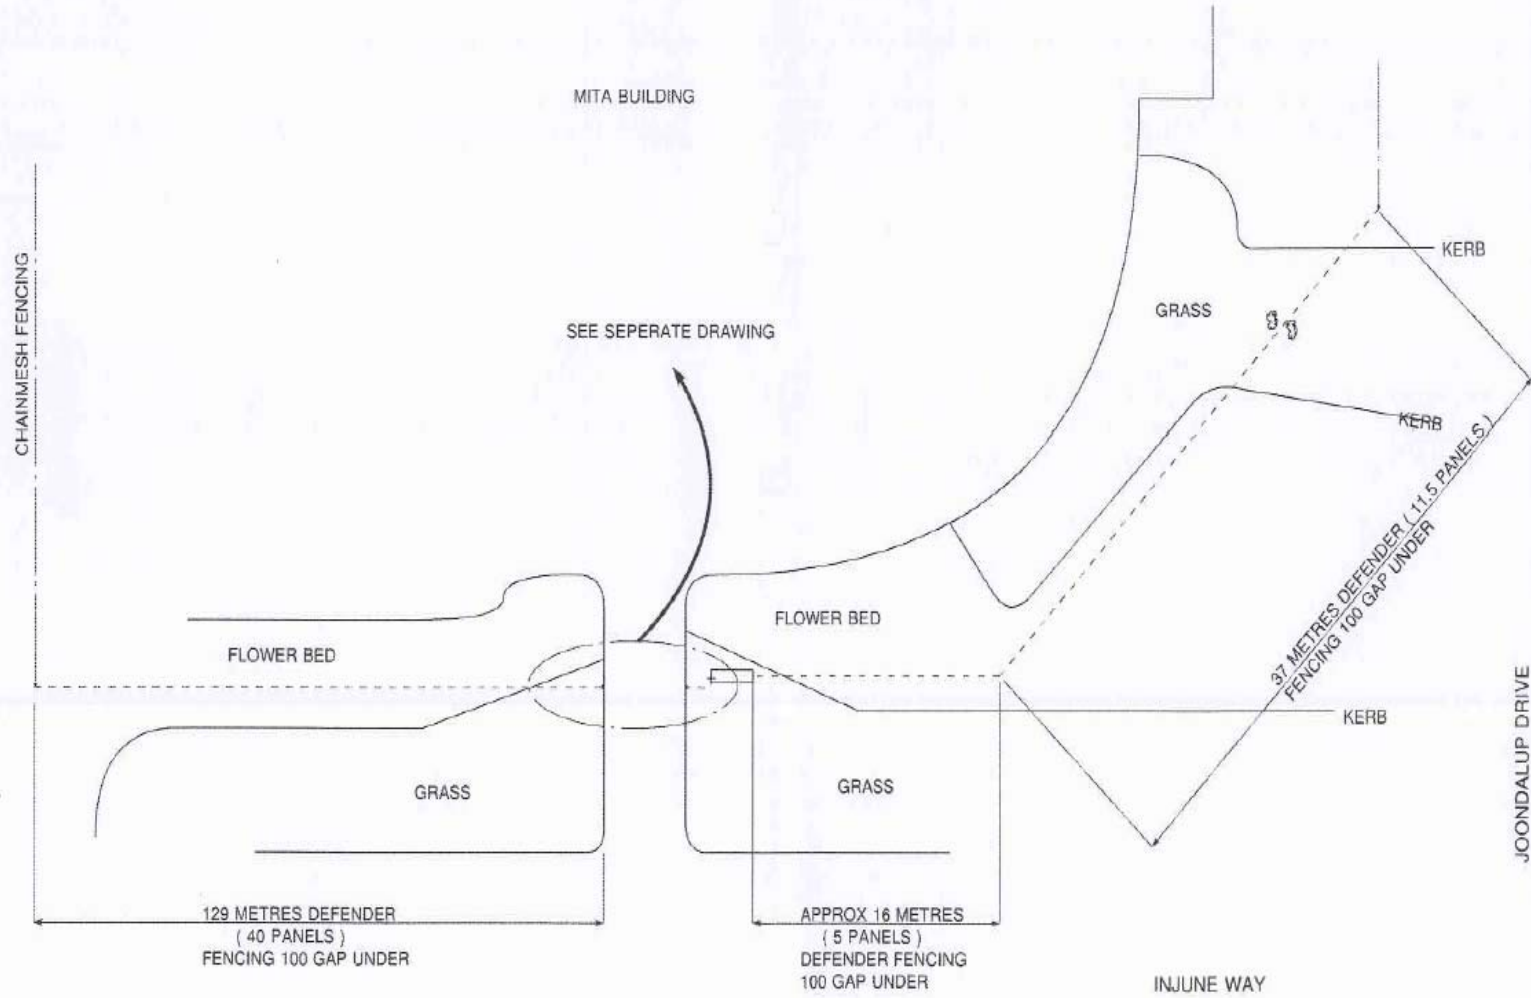 MITA BUILDING
CHAINMESH FENCING
KERB
GRASS
SEE SEPERATE DRAWING
KERB
37 METRES DEFENDER ( 11.5 PANELS )
FENCING 100 GAP UNDER
FLOWER BED
FLOWER BED
KERB
JOONDALUP DRIVE
GRASS
GRASS
129 METRES DEFENDER
( 40 PANELS )
FENCING 100 GAP UNDER
APPROX 16 METRES
( 5 PANELS )
DEFENDER FENCING
100 GAP UNDER
INJUNE WAY